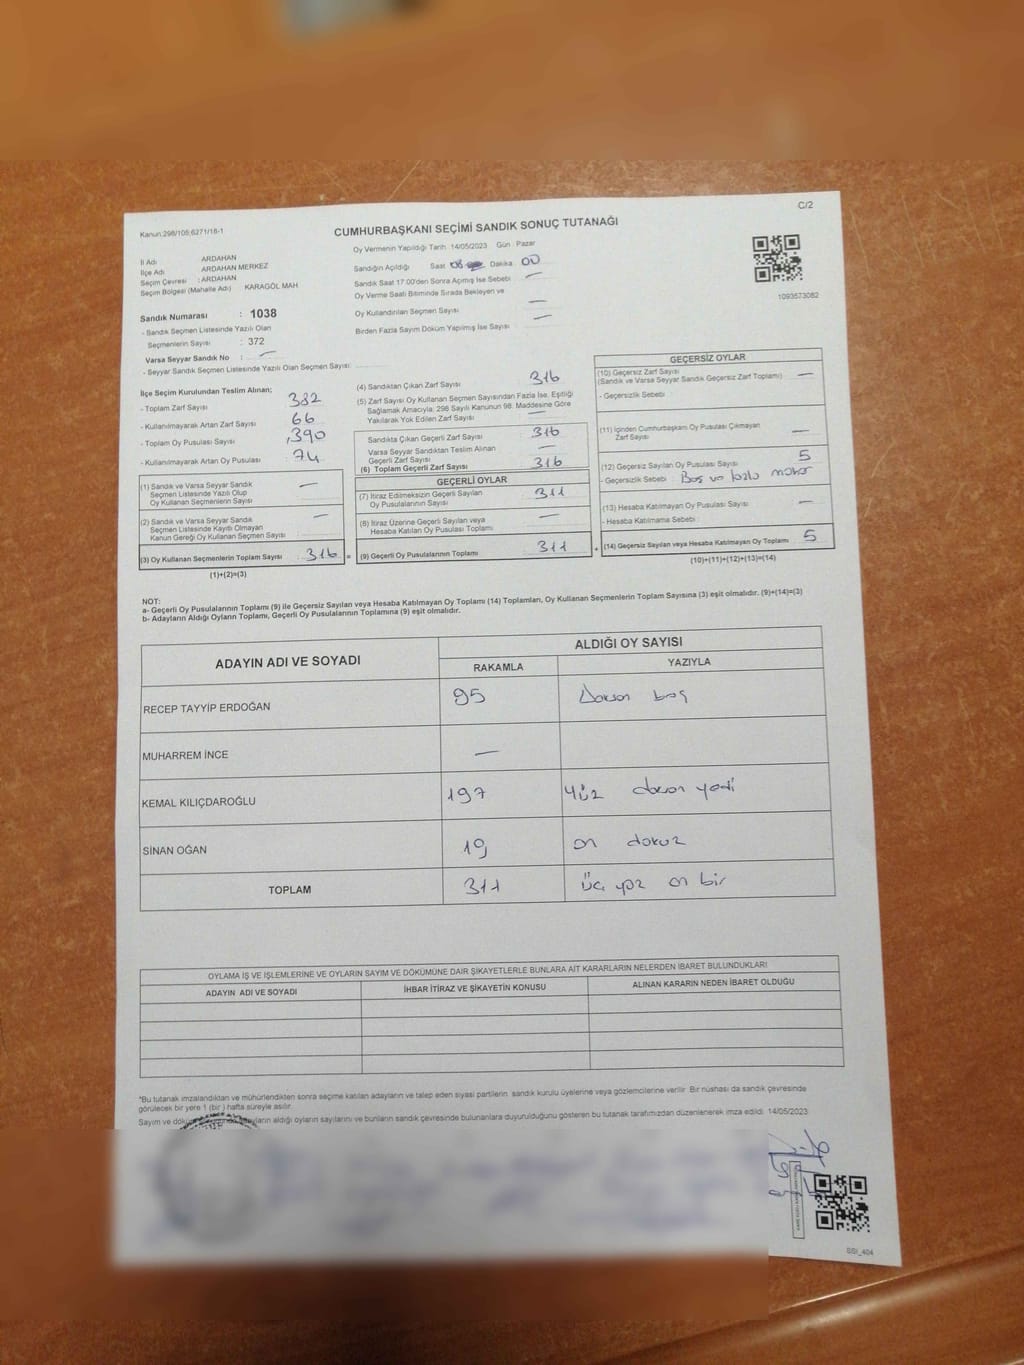 C/2
Kanun:298/105;6271/18-1
CUMHURBAŞKANI SEÇİMİ SANDIK SONUÇ TUTANAĞI
Oy Vermenin Yapıldığı Tarih : 14/05/2023 Gün : Pazar
İl Adı : ARDAHAN
İlçe Adı : ARDAHAN MERKEZ
Seçim Çevresi : ARDAHAN
Seçim Bölgesi (Mahalle Adı) KARAGÖL MAH
Sandığın Açıldığı Saat 08 Dakika 00
Sandık Saat 17.00'den Sonra Açımış İse Sebebi : —
Oy Verme Saati Bitiminde Sırada Bekleyen ve
Oy Kullandırılan Seçmen Sayısı : —
Birden Fazla Sayım Döküm Yapılmış İse Sayısı : —
1093573082
Sandık Numarası : 1038
- Sandık Seçmen Listesinde Yazılı Olan
Seçmenlerin Sayısı : 372
Varsa Seyyar Sandık No : —
- Seyyar Sandık Seçmen Listesinde Yazılı Olan Seçmen Sayısı:
İlçe Seçim Kurulundan Teslim Alınan;
- Toplam Zarf Sayısı 382
- Kullanılmayarak Artan Zarf Sayısı 66
- Toplam Oy Pusulası Sayısı 390
- Kullanılmayarak Artan Oy Pusulası 74
(1) Sandık ve Varsa Seyyar Sandık
Seçmen Listesinde Yazılı Olup
Oy Kullanan Seçmenlerin Sayısı —
(2) Sandık ve Varsa Seyyar Sandık
Seçmen Listesinde Kayıtlı Olmayan
Kanun Gereği Oy Kullanan Seçmen Sayısı —
(3) Oy Kullanan Seçmenlerin Toplam Sayısı 316 =
(1)+(2)=(3)
(4) Sandıktan Çıkan Zarf Sayısı 316
(5) Zarf Sayısı Oy Kullanan Seçmen Sayısından Fazla İse, Eşitliği
Sağlamak Amacıyla; 298 Sayılı Kanunun 98. Maddesine Göre
Yakılarak Yok Edilen Zarf Sayısı —
Sandıkta Çıkan Geçerli Zarf Sayısı 316
Varsa Seyyar Sandıktan Teslim Alınan
Geçerli Zarf Sayısı —
(6) Toplam Geçerli Zarf Sayısı 316
GEÇERLİ OYLAR
(7) İtiraz Edilmeksizin Geçerli Sayılan
Oy Pusulasının Sayısı 311
(8) İtiraz Üzerine Geçerli Sayılan veya
Hesaba Katılan Oy Pusulası Toplamı —
(9) Geçerli Oy Pusulalarının Toplamı 311 +
GEÇERSİZ OYLAR
(10) Geçersiz Zarf Sayısı
(Sandık ve Varsa Seyyar Sandık Geçersiz Zarf Toplamı) —
- Geçersizlik Sebebi :
(11) İçinden Cumhurbaşkanı Oy Pusulası Çıkmayan
Zarf Sayısı —
(12) Geçersiz Sayılan Oy Pusulası Sayısı 5
- Geçersizlik Sebebi : Boş ve fazla mühür
(13) Hesaba Katılmayan Oy Pusulası Sayısı —
- Hesaba Katılmama Sebebi :
(14) Geçersiz Sayılan veya Hesaba Katılmayan Oy Toplamı 5
(10)+(11)+(12)+(13)=(14)
NOT:
a- Geçerli Oy Pusulalarının Toplamı (9) ile Geçersiz Sayılan veya Hesaba Katılmayan Oy Toplamı (14) Toplamları, Oy Kullanan Seçmenlerin Toplam Sayısına (3) eşit olmalıdır. (9)+(14)=(3)
b- Adayların Aldığı Oyların Toplamı, Geçerli Oy Pusulalarının Toplamına (9) eşit olmalıdır.
ADAYIN ADI VE SOYADI
ALDIĞI OY SAYISI
RAKAMLA YAZIYLA
RECEP TAYYİP ERDOĞAN 95 Doksan beş
MUHARREM İNCE —
KEMAL KILIÇDAROĞLU 197 Yüz doksan yedi
SİNAN OĞAN 19 on dokuz
TOPLAM 311 üç yüz on bir
OYLAMA İŞ VE İŞLEMLERİNE VE OYLARIN SAYIM VE DÖKÜMÜNE DAİR ŞİKAYETLERLE BUNLARA AİT KARARLARIN NELERDEN İBARET BULUNDUKLARI
ADAYIN ADI VE SOYADI İHBAR İTİRAZ VE ŞİKAYETİN KONUSU ALINAN KARARIN NEDEN İBARET OLDUĞU
*Bu tutanak imzalandıktan ve mühürlendikten sonra seçime katılan adayların ve talep eden siyasi partilerin sandık kurulu üyelerine veya gözlemcilerine verilir. Bir nüshası da sandık çevresinde
görülecek bir yere 1 (bir ) hafta süreyle asılır.
Sayım ve aldığı oyların sayılarını ve bunların sandık çevresinde bulunanlara duyurulduğunu gösteren bu tutanak tarafımızdan düzenlenerek imza edildi. 14/05/2023
SSI_404